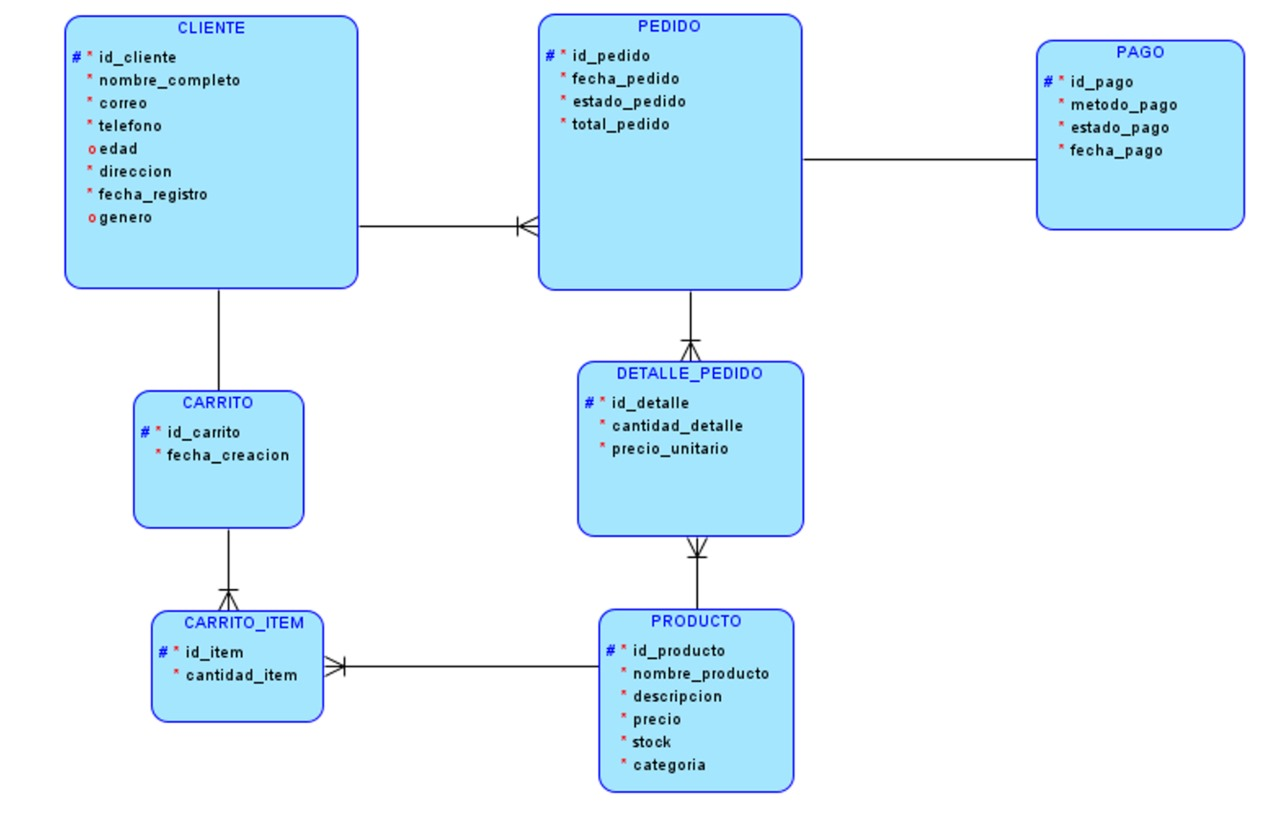 CLIENTE
# * id_cliente
* nombre_completo
* correo
* telefono
o edad
* direccion
* fecha_registro
o genero
PEDIDO
# * id_pedido
* fecha_pedido
* estado_pedido
* total_pedido
PAGO
# * id_pago
* metodo_pago
* estado_pago
* fecha_pago
CARRITO
# * id_carrito
* fecha_creacion
DETALLE_PEDIDO
# * id_detalle
* cantidad_detalle
* precio_unitario
CARRITO_ITEM
# * id_item
* cantidad_item
PRODUCTO
# * id_producto
* nombre_producto
* descripcion
* precio
* stock
* categoria